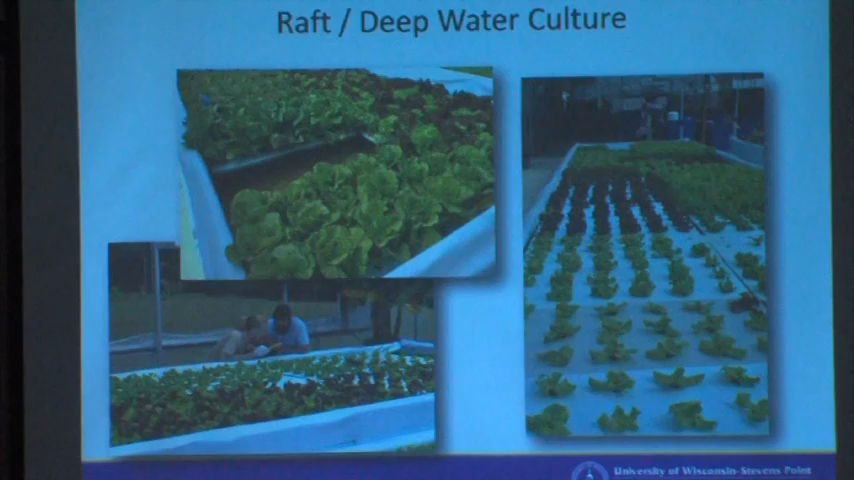 Raft / Deep Water Culture
University of Wisconsin-Stevens Point